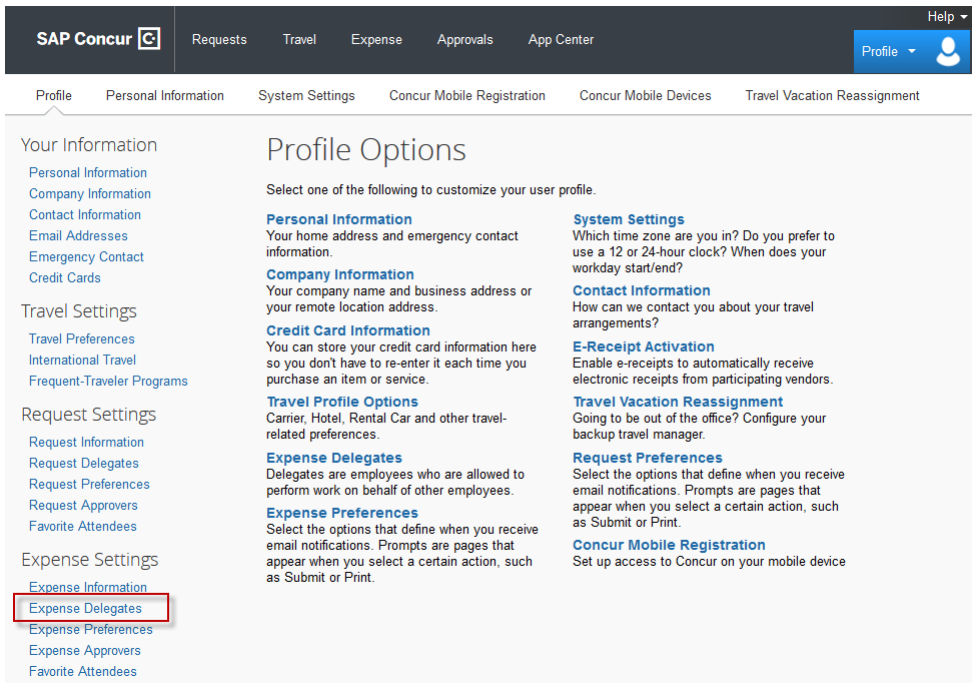 Help
SAP Concur C Requests Travel Expense Approvals App Center
Profile
Profile Personal Information System Settings Concur Mobile Registration Concur Mobile Devices Travel Vacation Reassignment
Your Information
Personal Information
Company Information
Contact Information
Email Addresses
Emergency Contact
Credit Cards
Travel Settings
Travel Preferences
International Travel
Frequent-Traveler Programs
Request Settings
Request Information
Request Delegates
Request Preferences
Request Approvers
Favorite Attendees
Expense Settings
Expense Information
Expense Delegates
Expense Preferences
Expense Approvers
Favorite Attendees
Profile Options
Select one of the following to customize your user profile.
Personal Information
Your home address and emergency contact
information.
Company Information
Your company name and business address or
your remote location address.
Credit Card Information
You can store your credit card information here
so you don't have to re-enter it each time you
purchase an item or service.
Travel Profile Options
Carrier, Hotel, Rental Car and other travel-
related preferences.
Expense Delegates
Delegates are employees who are allowed to
perform work on behalf of other employees.
Expense Preferences
Select the options that define when you receive
email notifications. Prompts are pages that
appear when you select a certain action, such
as Submit or Print.
System Settings
Which time zone are you in? Do you prefer to
use a 12 or 24-hour clock? When does your
workday start/end?
Contact Information
How can we contact you about your travel
arrangements?
E-Receipt Activation
Enable e-receipts to automatically receive
electronic receipts from participating vendors.
Travel Vacation Reassignment
Going to be out of the office? Configure your
backup travel manager.
Request Preferences
Select the options that define when you receive
email notifications. Prompts are pages that
appear when you select a certain action, such
as Submit or Print.
Concur Mobile Registration
Set up access to Concur on your mobile device